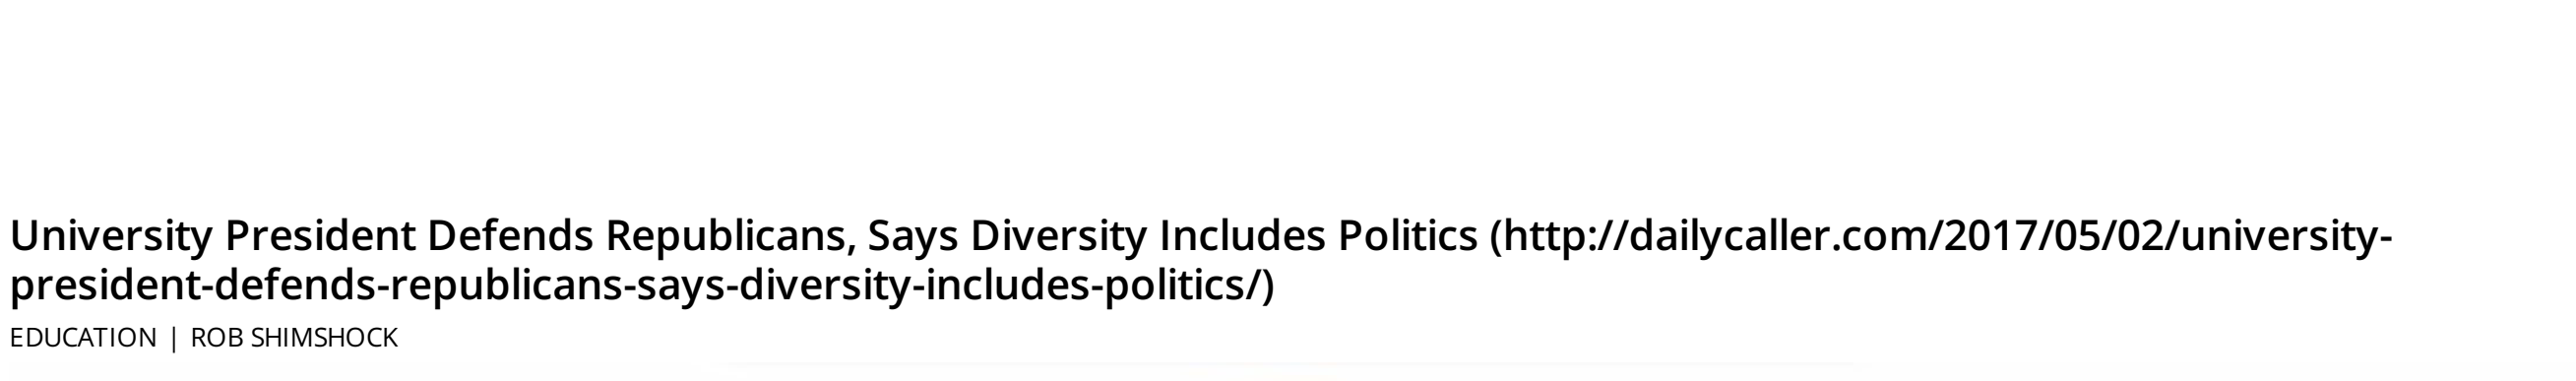 University President Defends Republicans, Says Diversity Includes Politics (http://dailycaller.com/2017/05/02/university-
president-defends-republicans-says-diversity-includes-politics/)
EDUCATION | ROB SHIMSHOCK